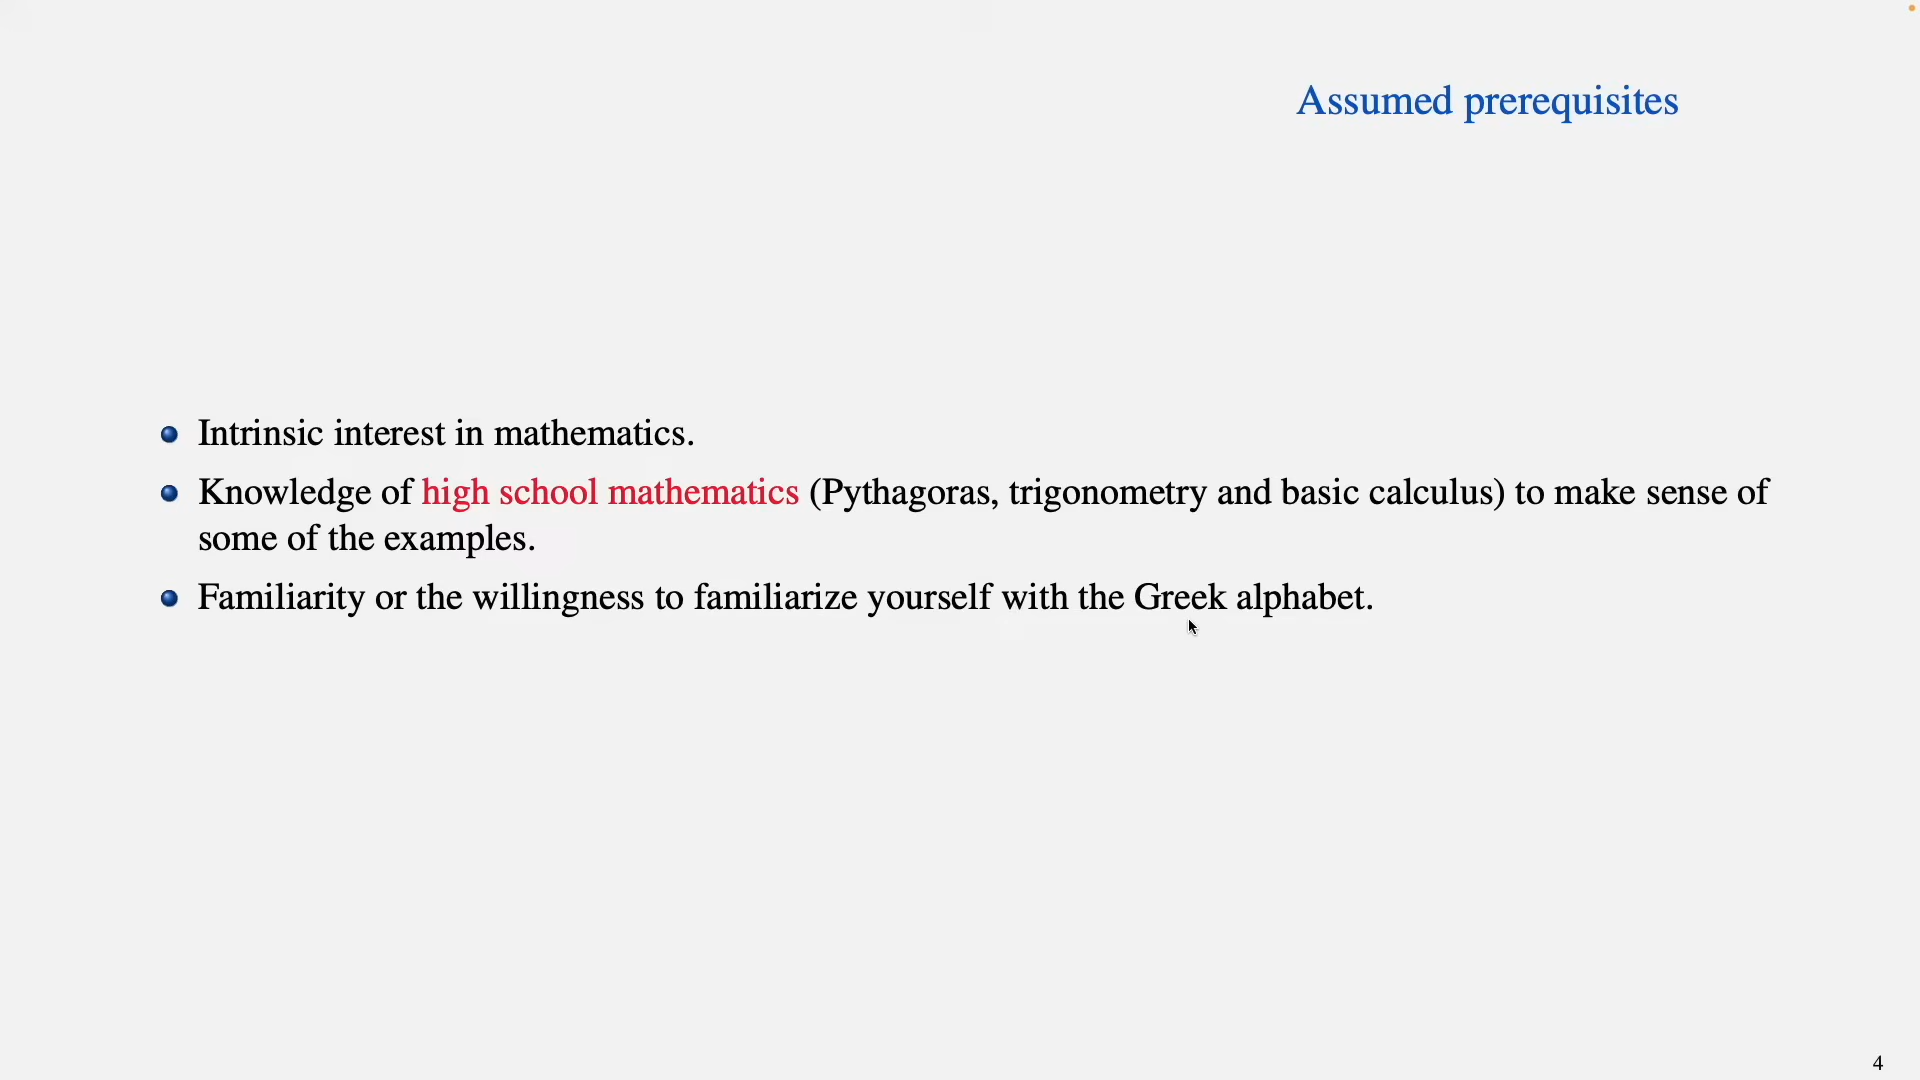 Assumed prerequisites
Intrinsic interest in mathematics.
Knowledge of high school mathematics (Pythagoras, trigonometry and basic calculus) to make sense of
some of the examples.
Familiarity or the willingness to familiarize yourself with the Greek alphabet.
4